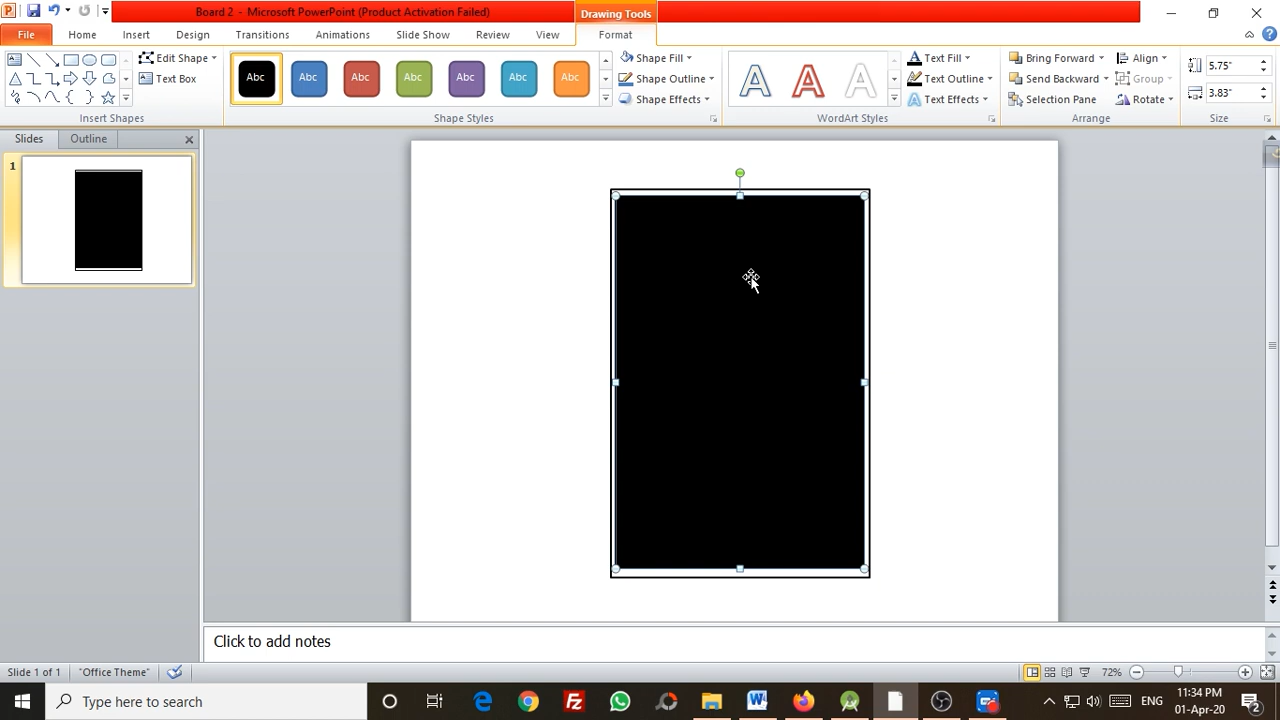 Board 2 - Microsoft PowerPoint (Product Activation Failed)
Drawing Tools
File Home Insert Design Transitions Animations Slide Show Review View Format
Edit Shape
Text Box
Insert Shapes
Abc Abc Abc Abc Abc Abc Abc
Shape Fill
Shape Outline
Shape Effects
Shape Styles
A A A
Text Fill
Text Outline
Text Effects
WordArt Styles
Bring Forward
Send Backward
Selection Pane
Align
Group
Rotate
Arrange
5.75"
3.83"
Size
Slides Outline
1
Click to add notes
Slide 1 of 1 "Office Theme" 72%
Type here to search
ENG
11:34 PM
01-Apr-20
2